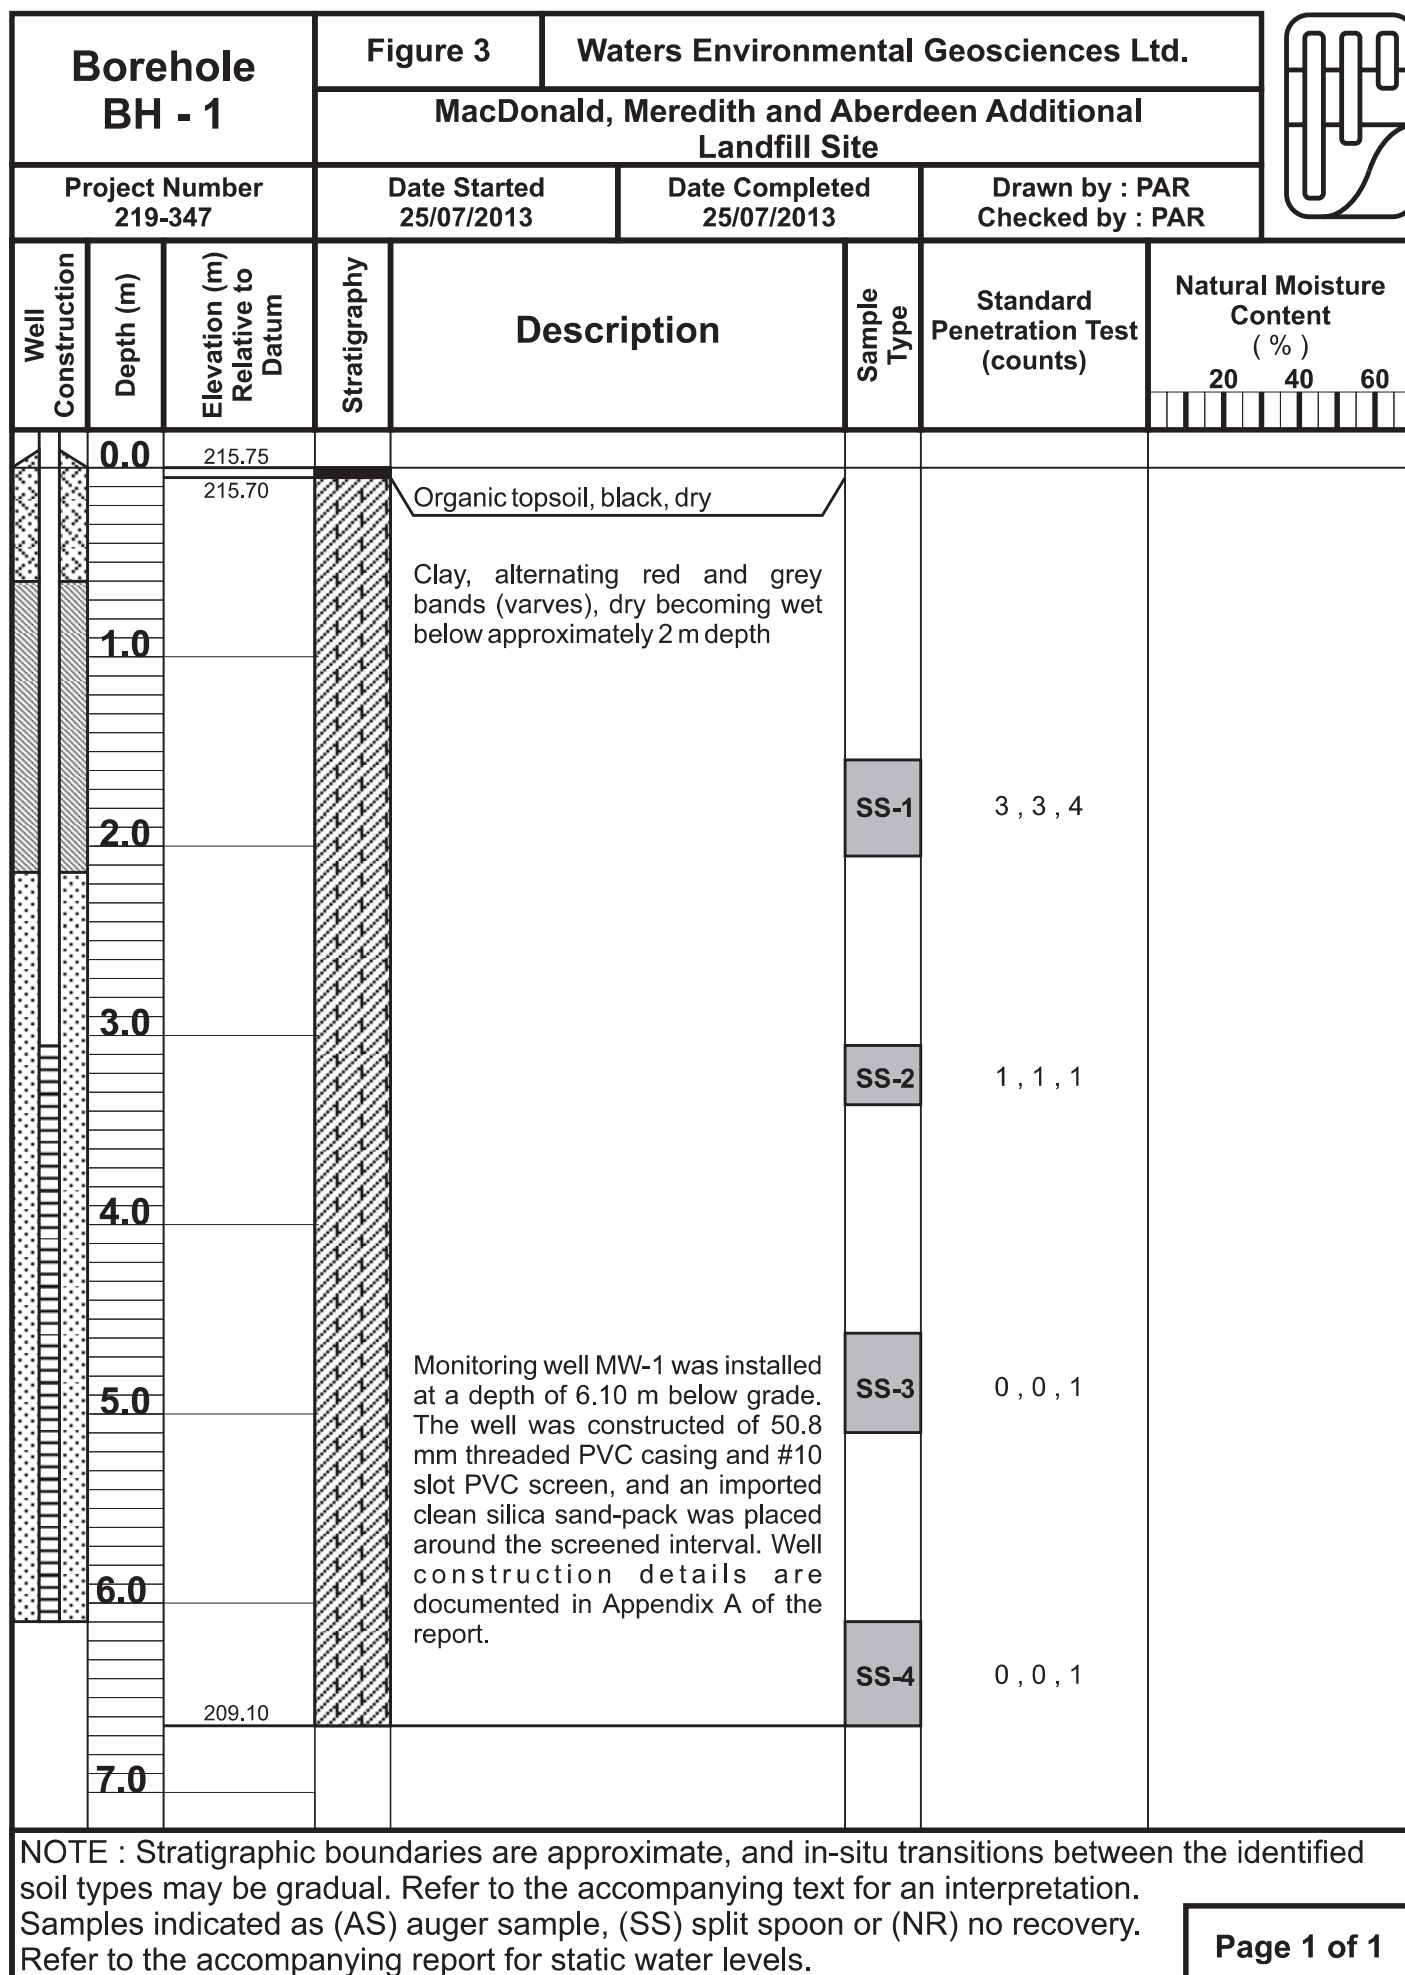 Borehole
BH - 1
Figure 3
Waters Environmental Geosciences Ltd.
MacDonald, Meredith and Aberdeen Additional
Landfill Site
Project Number
219-347
Date Started
25/07/2013
Date Completed
25/07/2013
Drawn by : PAR
Checked by : PAR
Well
Construction
Depth (m)
Elevation (m)
Relative to
Datum
Stratigraphy
Description
Sample
Type
Standard
Penetration Test
(counts)
Natural Moisture
Content
( % )
20 40 60
0.0
215.75
215.70
Organic topsoil, black, dry
Clay, alternating red and grey
bands (varves), dry becoming wet
below approximately 2 m depth
1.0
SS-1
3 , 3 , 4
2.0
3.0
SS-2
1 , 1 , 1
4.0
Monitoring well MW-1 was installed
at a depth of 6.10 m below grade.
The well was constructed of 50.8
mm threaded PVC casing and #10
slot PVC screen, and an imported
clean silica sand-pack was placed
around the screened interval. Well
construction details are
documented in Appendix A of the
report.
SS-3
0 , 0 , 1
5.0
6.0
SS-4
0 , 0 , 1
209.10
7.0
NOTE : Stratigraphic boundaries are approximate, and in-situ transitions between the identified
soil types may be gradual. Refer to the accompanying text for an interpretation.
Samples indicated as (AS) auger sample, (SS) split spoon or (NR) no recovery.
Refer to the accompanying report for static water levels.
Page 1 of 1